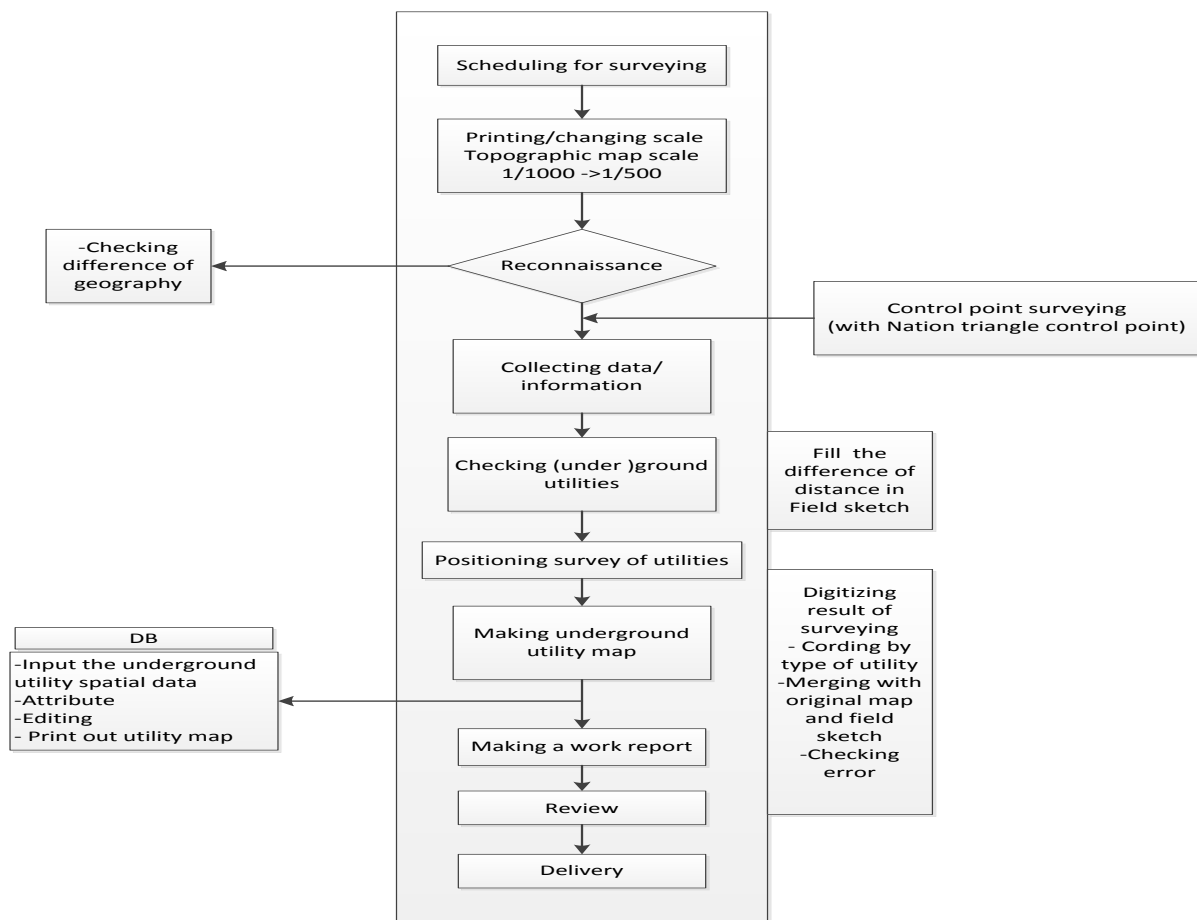 Scheduling for surveying
Printing/changing scale
Topographic map scale
1/1000 ->1/500
-Checking
difference of
geography
Reconnaissance
Control point surveying
(with Nation triangle control point)
Collecting data/
information
Checking (under )ground
utilities
Fill the
difference of
distance in
Field sketch
Positioning survey of utilities
Digitizing
result of
surveying
- Cording by
type of utility
-Merging with
original map
and field
sketch
-Checking
error
Making underground
utility map
DB
-Input the underground
utility spatial data
-Attribute
-Editing
- Print out utility map
Making a work report
Review
Delivery